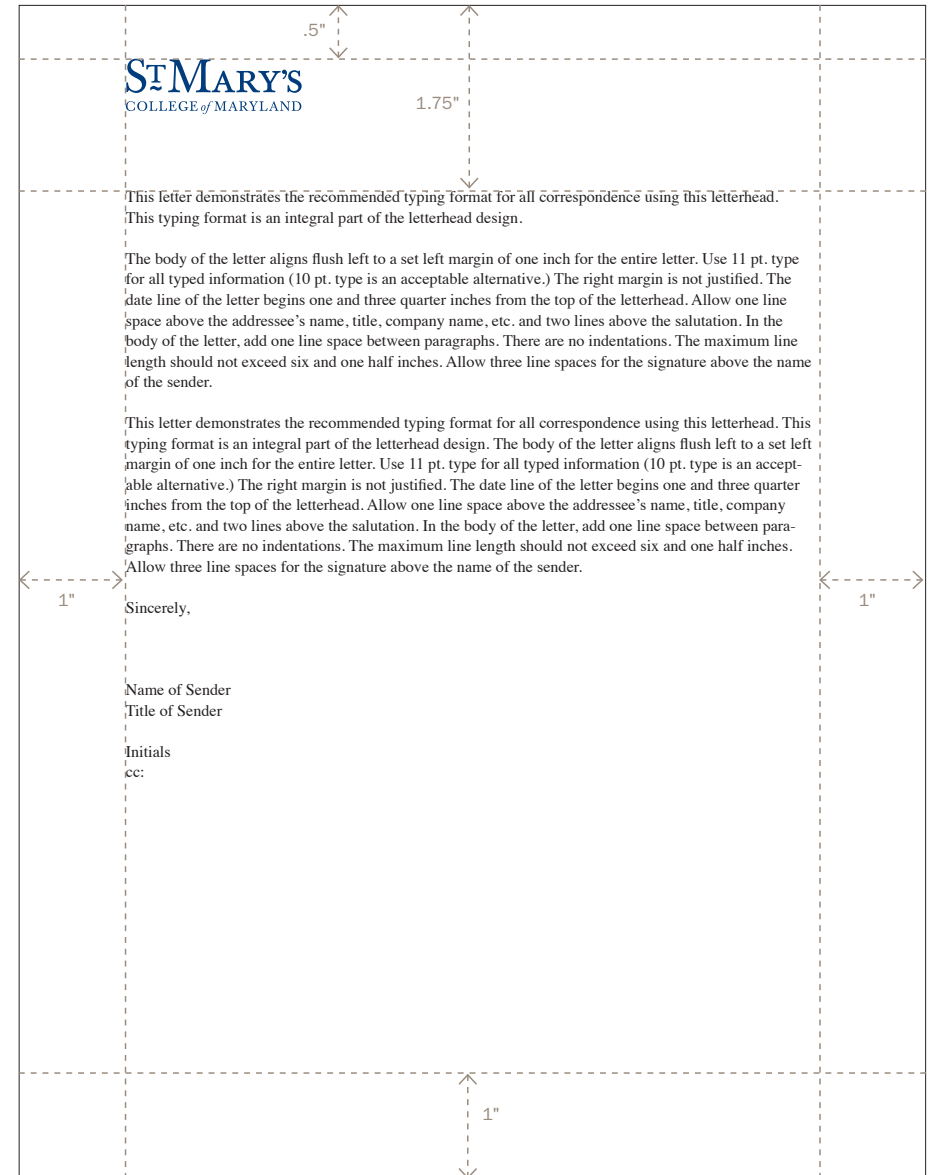 .5"
ST MARY'S
COLLEGE of MARYLAND
1.75"
This letter demonstrates the recommended typing format for all correspondence using this letterhead.
This typing format is an integral part of the letterhead design.
The body of the letter aligns flush left to a set left margin of one inch for the entire letter. Use 11 pt. type
for all typed information (10 pt. type is an acceptable alternative.) The right margin is not justified. The
date line of the letter begins one and three quarter inches from the top of the letterhead. Allow one line
space above the addressee’s name, title, company name, etc. and two lines above the salutation. In the
body of the letter, add one line space between paragraphs. There are no indentations. The maximum line
length should not exceed six and one half inches. Allow three line spaces for the signature above the name
of the sender.
This letter demonstrates the recommended typing format for all correspondence using this letterhead. This
typing format is an integral part of the letterhead design. The body of the letter aligns flush left to a set left
margin of one inch for the entire letter. Use 11 pt. type for all typed information (10 pt. type is an accept-
able alternative.) The right margin is not justified. The date line of the letter begins one and three quarter
inches from the top of the letterhead. Allow one line space above the addressee’s name, title, company
name, etc. and two lines above the salutation. In the body of the letter, add one line space between para-
graphs. There are no indentations. The maximum line length should not exceed six and one half inches.
Allow three line spaces for the signature above the name of the sender.
1"
1"
Sincerely,
Name of Sender
Title of Sender
Initials
cc:
1"